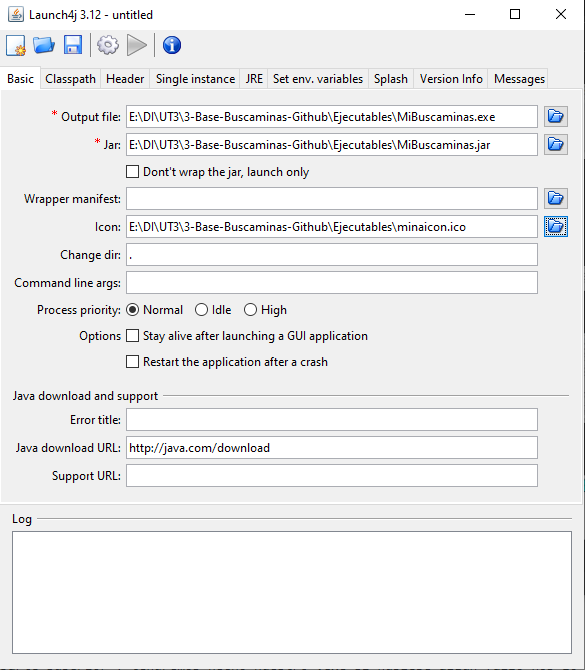 Launch4j 3.12 - untitled
Basic Classpath Header Single instance JRE Set env. variables Splash Version Info Messages
* Output file: E:\DI\UT3\3-Base-Buscaminas-Github\Ejecutables\MiBuscaminas.exe
* Jar: E:\DI\UT3\3-Base-Buscaminas-Github\Ejecutables\MiBuscaminas.jar
Dont't wrap the jar, launch only
Wrapper manifest:
Icon: E:\DI\UT3\3-Base-Buscaminas-Github\Ejecutables\minaicon.ico
Change dir: .
Command line args:
Process priority: Normal Idle High
Options Stay alive after launching a GUI application
Restart the application after a crash
Java download and support
Error title:
Java download URL: http://java.com/download
Support URL:
Log